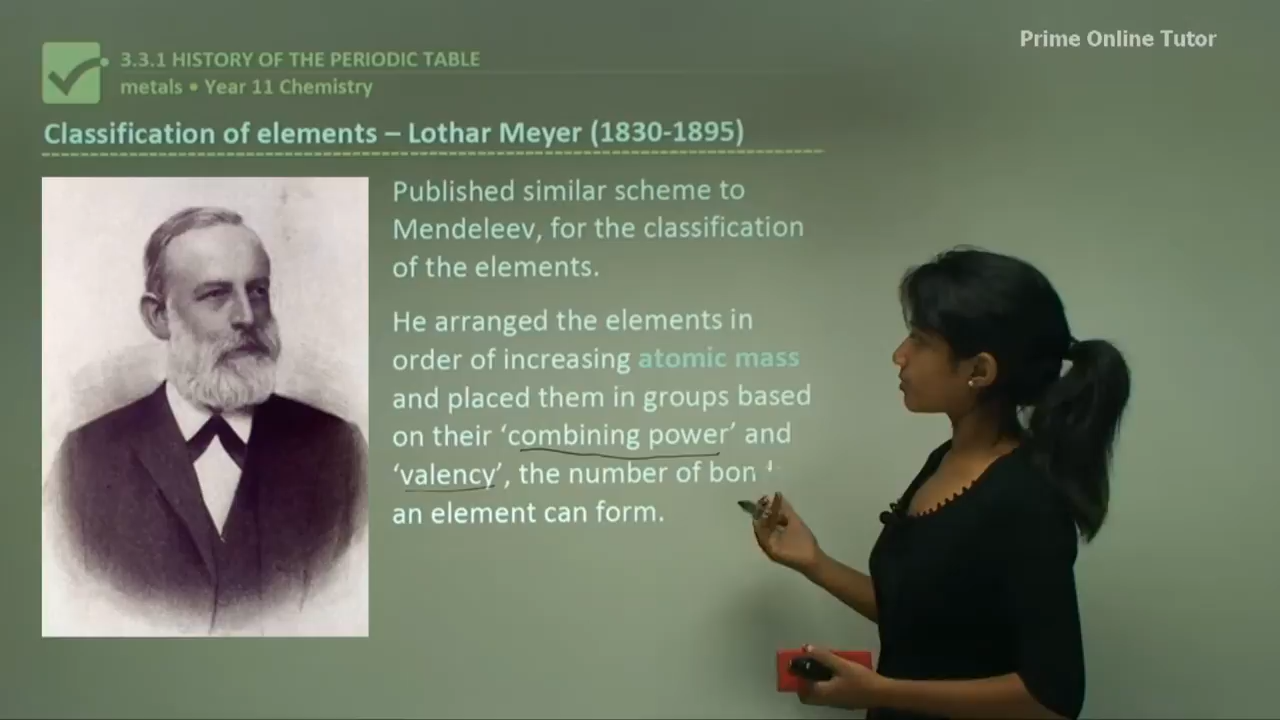 Prime Online Tutor
3.3.1 HISTORY OF THE PERIODIC TABLE
metals • Year 11 Chemistry
Classification of elements – Lothar Meyer (1830-1895)
Published similar scheme to
Mendeleev, for the classification
of the elements.
He arranged the elements in
order of increasing atomic mass
and placed them in groups based
on their ‘combining power’ and
‘valency’, the number of
an element can form.